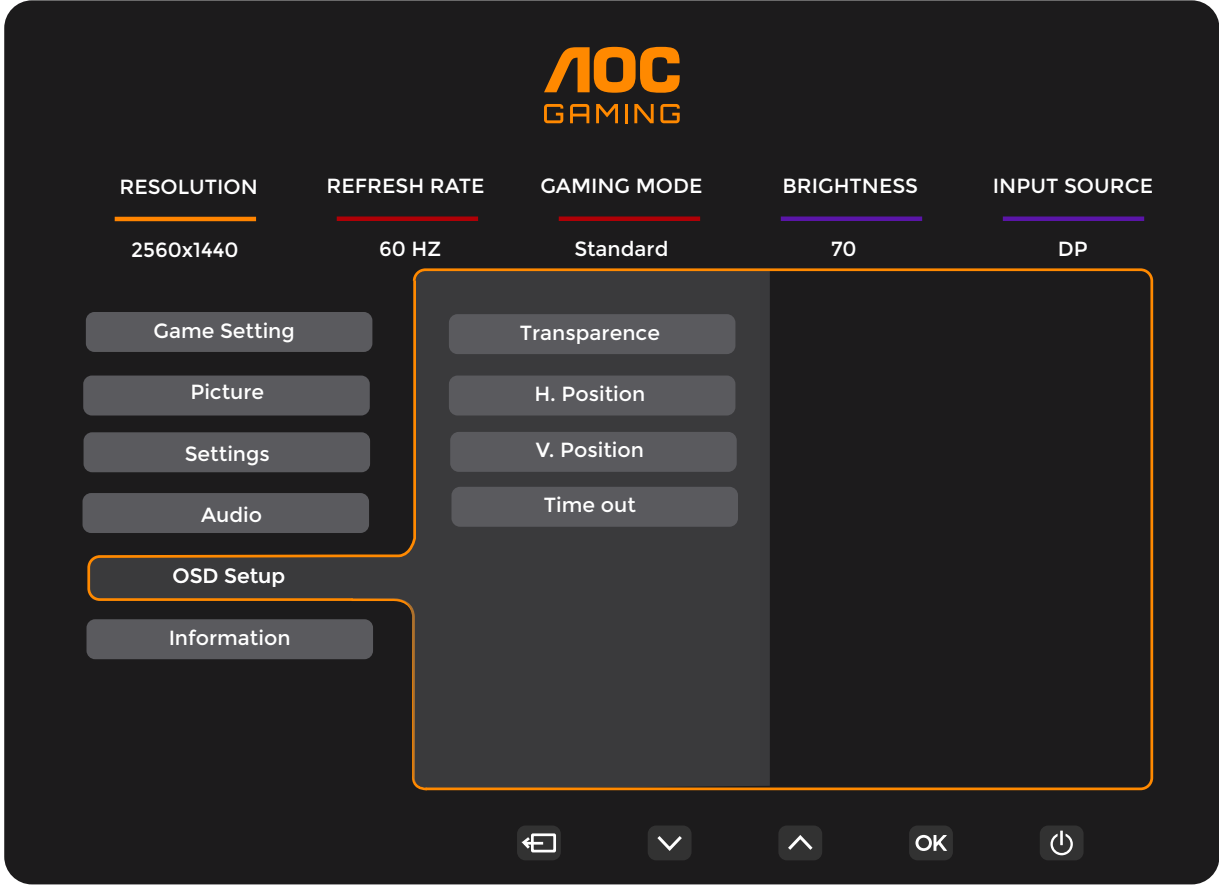 AOC
GAMING
RESOLUTION
REFRESH RATE
GAMING MODE
BRIGHTNESS
INPUT SOURCE
2560x1440
60 HZ
Standard
70
DP
Game Setting
Picture
Settings
Audio
OSD Setup
Information
Transparence
H. Position
V. Position
Time out
OK